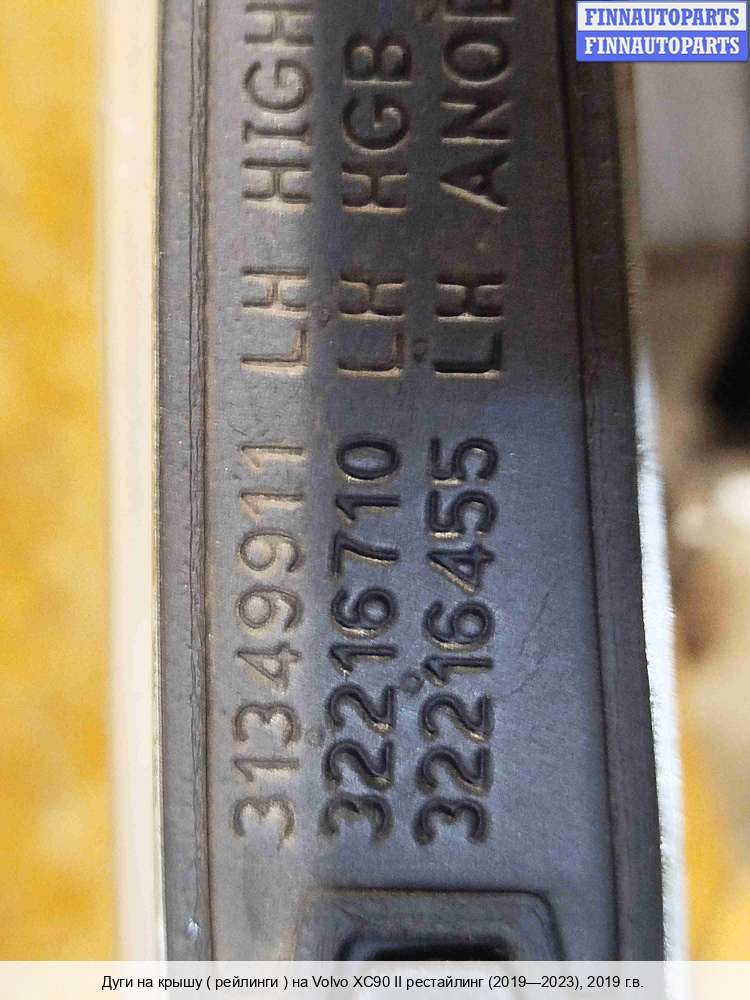 FINNAUTOPARTS
FINNAUTOPARTS
31349911 LH HIGH
32216710 LH HGB
32216455 LH ANOD
Дуги на крышу ( рейлинги ) на Volvo XC90 II рестайлинг (2019—2023), 2019 г.в.